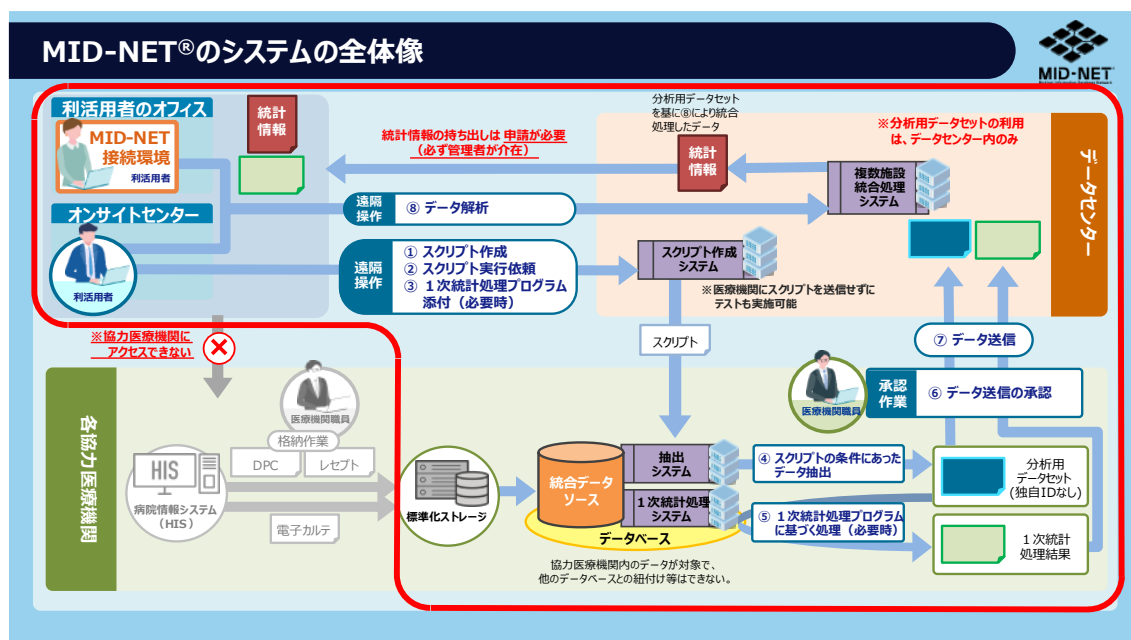 MID-NET®のシステムの全体像
MID-NET
利活用者のオフィス
MID-NET
接続環境
利活用者
統計
情報
統計情報の持ち出しは 申請が必要
（必ず管理者が介在）
分析用データセット
を基に⑧により統合
処理したデータ
統計
情報
※分析用データセットの利用
は、データセンター内のみ
複数施設
統合処理
システム
データセンター
オンサイトセンター
利活用者
遠隔
操作
⑧ データ解析
遠隔
操作
① スクリプト作成
② スクリプト実行依頼
③ １次統計処理プログラム
添付（必要時）
スクリプト作成
システム
※医療機関にスクリプトを送信せずに
テストも実施可能
※協力医療機関に
アクセスできない
スクリプト
⑦ データ送信
医療機関職員
承認
作業
⑥ データ送信の承認
各協力医療機関
医療機関職員
格納作業
DPC
レセプト
HIS
病院情報システム
（HIS）
電子カルテ
標準化ストレージ
統合データ
ソース
抽出
システム
１次統計処理
システム
データベース
④ スクリプトの条件にあった
データ抽出
⑤ １次統計処理プログラム
に基づく処理（必要時）
分析用
データセット
(独自IDなし)
１次統計
処理結果
協力医療機関内のデータが対象で、
他のデータベースとの紐付け等はできない。